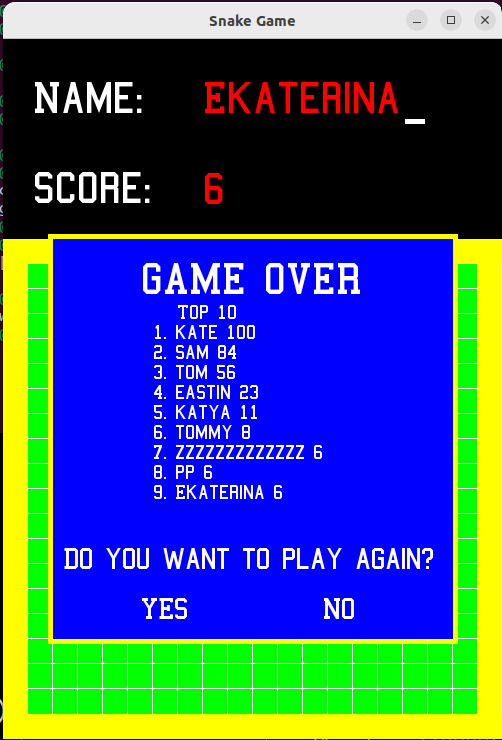 Snake Game
NAME: EKATERINA_
SCORE: 6
GAME OVER
TOP 10
1. KATE 100
2. SAM 84
3. TOM 56
4. EASTIN 23
5. KATYA 11
6. TOMMY 8
7. ZZZZZZZZZZZZZ 6
8. PP 6
9. EKATERINA 6
DO YOU WANT TO PLAY AGAIN?
YES NO